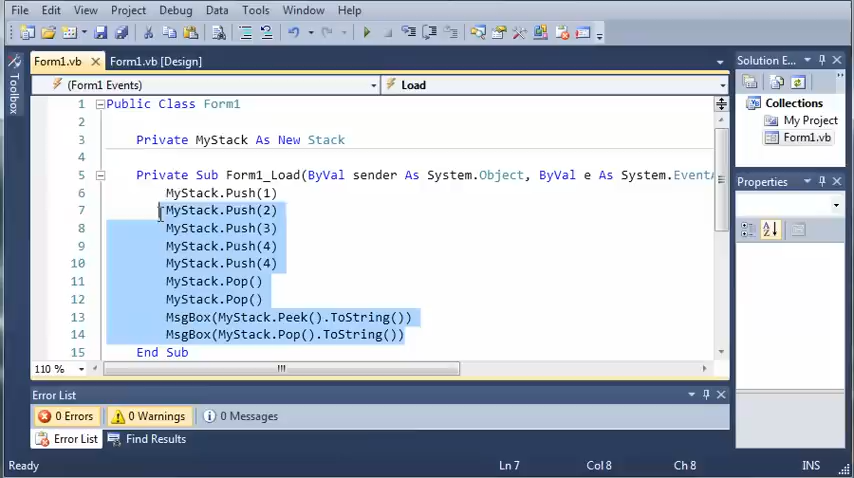 File Edit View Project Debug Data Tools Window Help
Form1.vb Form1.vb [Design]
Solution E...
Toolbox
(Form1 Events) Load
Collections
My Project
Form1.vb
1 Public Class Form1
2
3 Private MyStack As New Stack
4
5 Private Sub Form1_Load(ByVal sender As System.Object, ByVal e As System.EventA
6 MyStack.Push(1)
7 MyStack.Push(2)
8 MyStack.Push(3)
9 MyStack.Push(4)
10 MyStack.Push(4)
11 MyStack.Pop()
12 MyStack.Pop()
13 MsgBox(MyStack.Peek().ToString())
14 MsgBox(MyStack.Pop().ToString())
15 End Sub
Properties
110 %
Error List
0 Errors 0 Warnings 0 Messages
Error List Find Results
Ready Ln 7 Col 8 Ch 8 INS